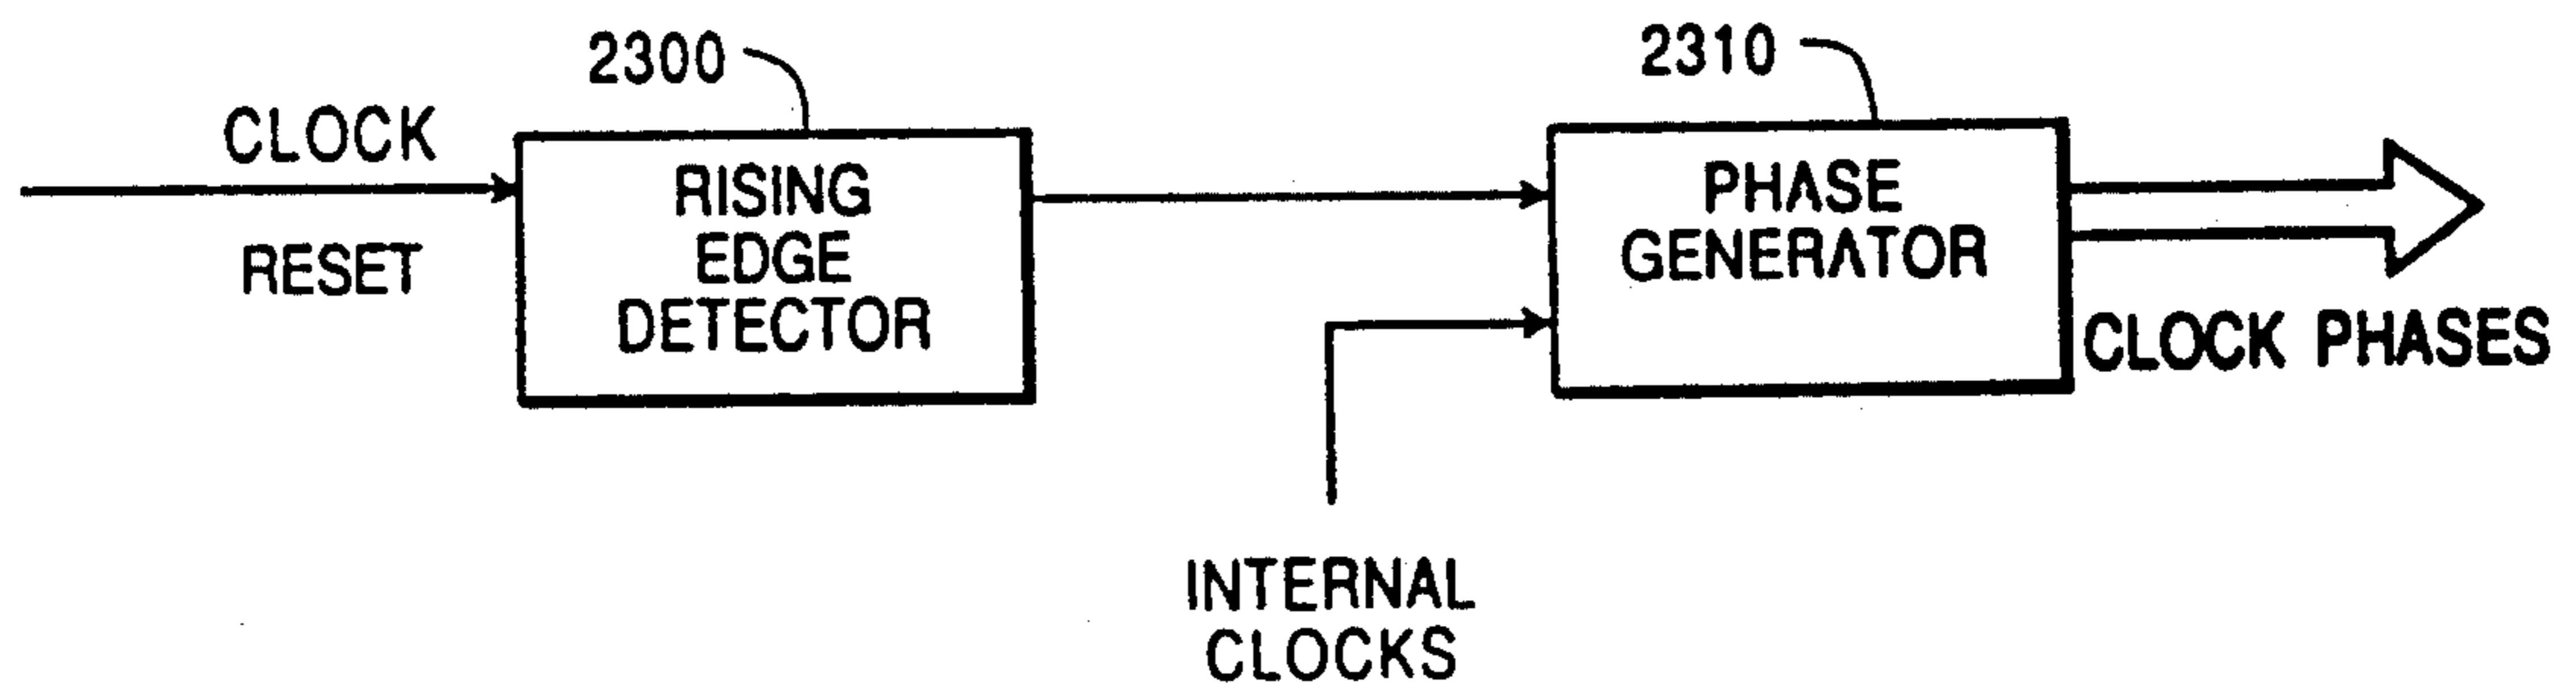 2300
2310
CLOCK
RESET
RISING
EDGE
DETECTOR
PHASE
GENERATOR
CLOCK PHASES
INTERNAL
CLOCKS